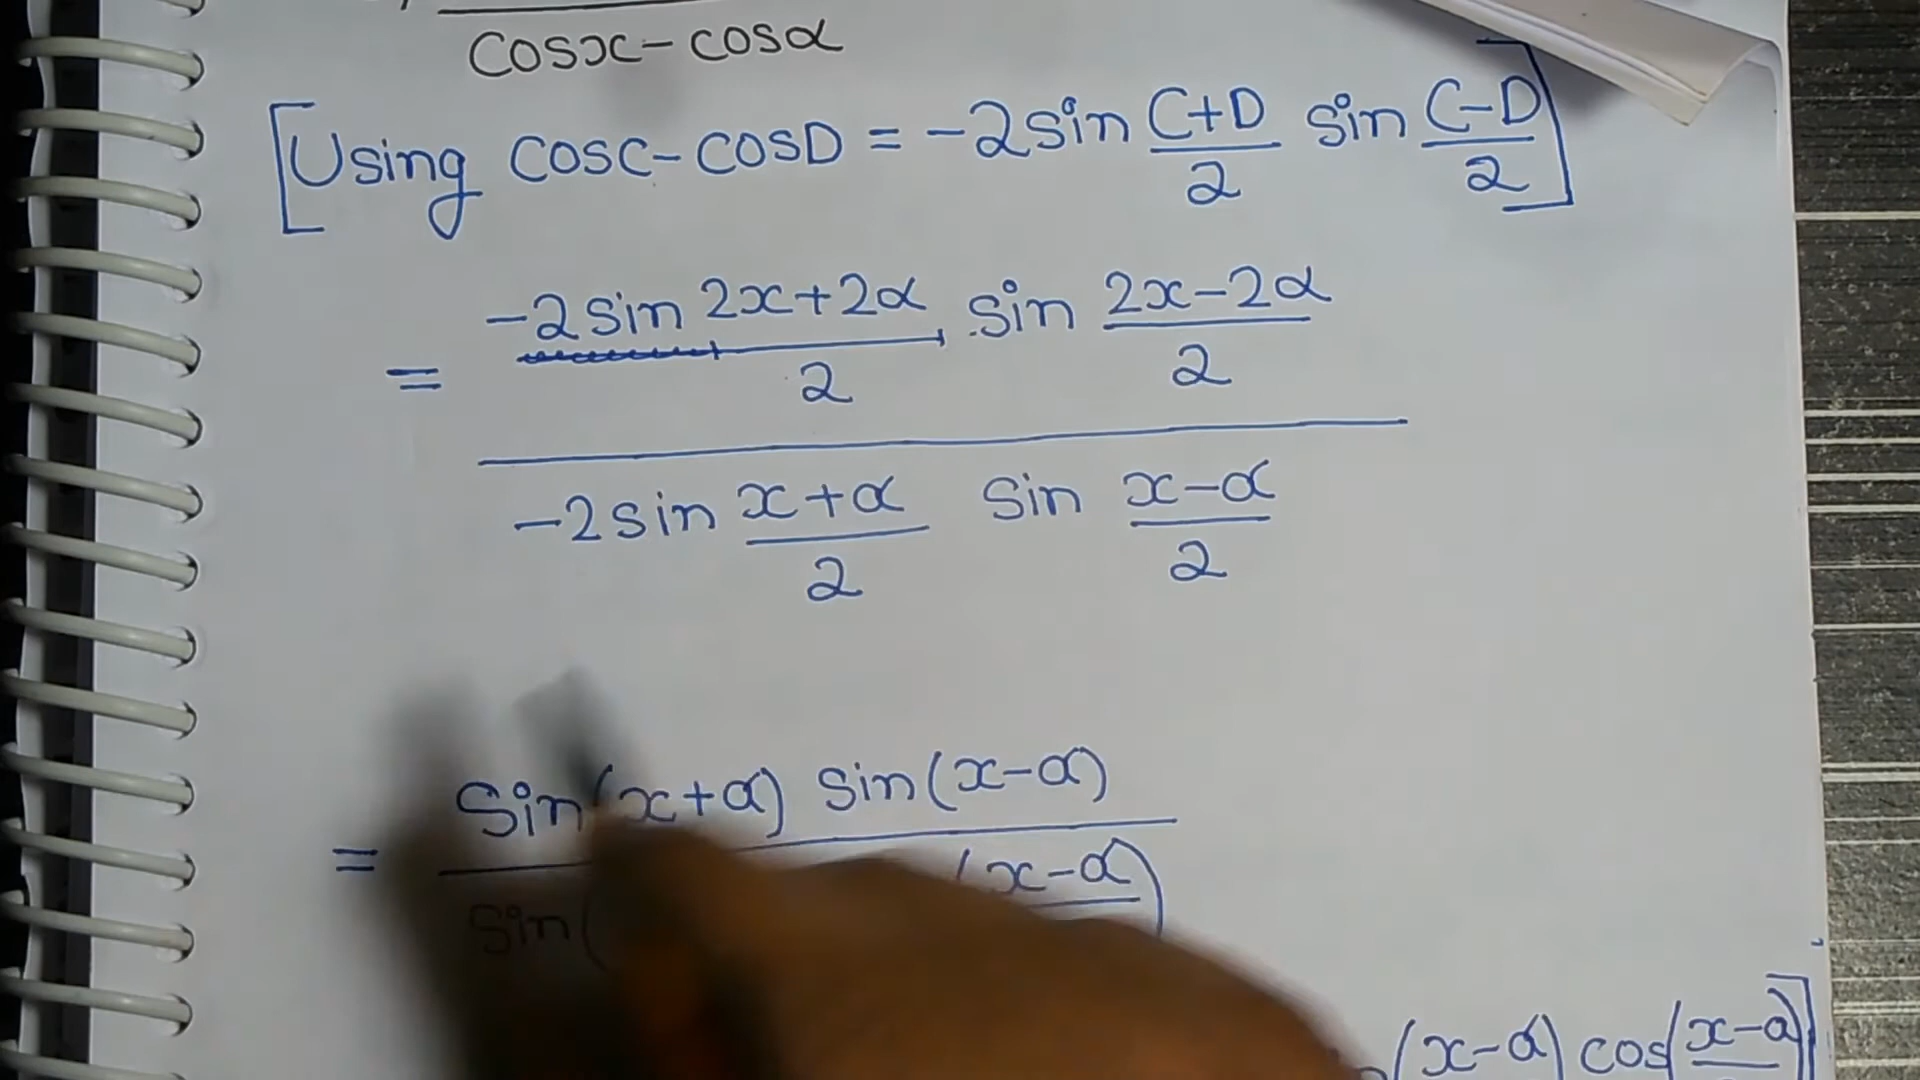 cosx - cosα
[Using cosC - cosD = -2sin C+D/2 sin C-D/2]
= -2sin 2x+2α/2 . sin 2x-2α/2
-2sin x+α/2 sin x-α/2
= Sin(x+α) sin(x-α)
Sin( (x-α)
(x-α) cos(x-α)]